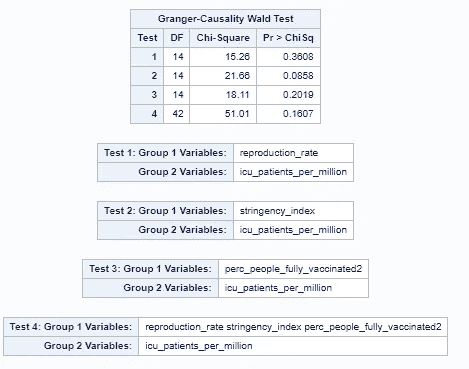 Granger-Causality Wald Test
Test DF Chi-Square Pr > ChiSq
1 14 15.26 0.3608
2 14 21.66 0.0858
3 14 18.11 0.2019
4 42 51.01 0.1607
Test 1: Group 1 Variables: reproduction_rate
Group 2 Variables: icu_patients_per_million
Test 2: Group 1 Variables: stringency_index
Group 2 Variables: icu_patients_per_million
Test 3: Group 1 Variables: perc_people_fully_vaccinated2
Group 2 Variables: icu_patients_per_million
Test 4: Group 1 Variables: reproduction_rate stringency_index perc_people_fully_vaccinated2
Group 2 Variables: icu_patients_per_million